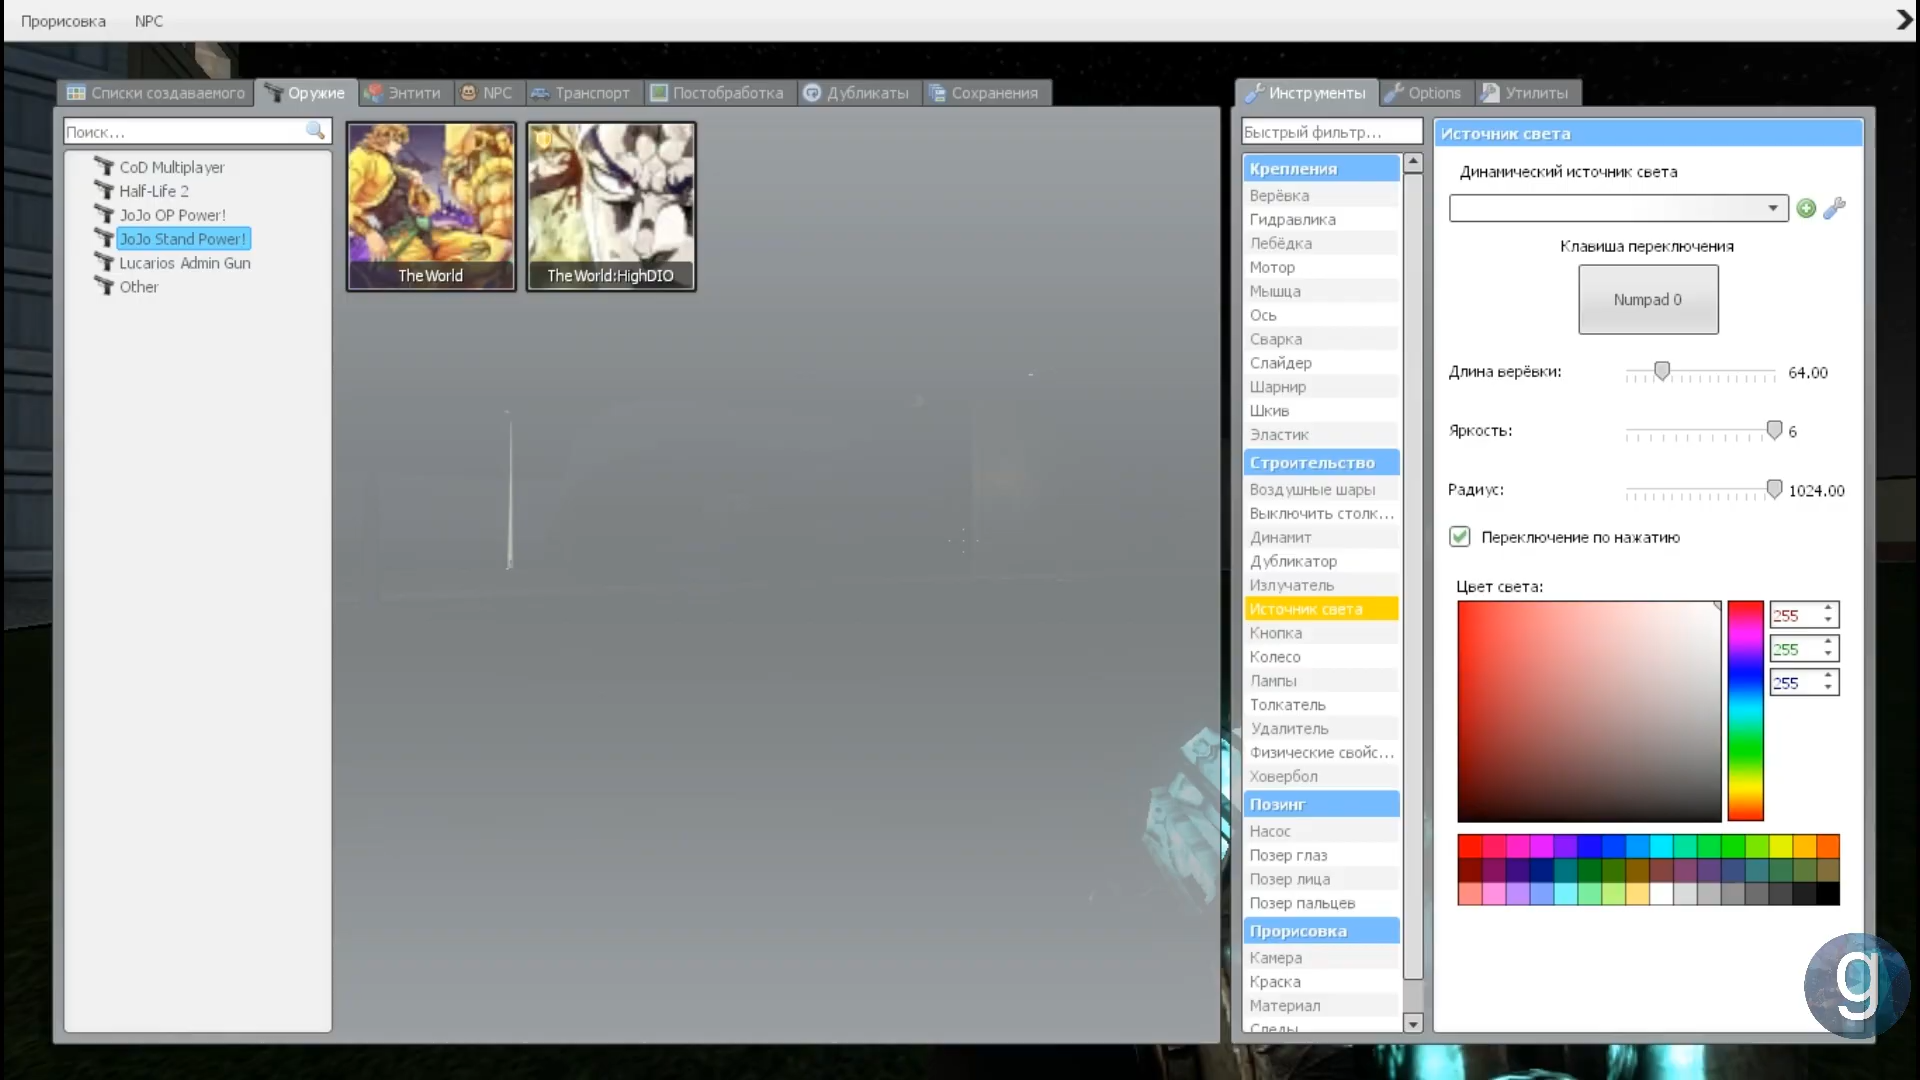 Прорисовка NPC
Списки создаваемого Оружие Энтити NPC Транспорт Постобработка Дубликаты Сохранения
Поиск...
CoD Multiplayer
Half-Life 2
JoJo OP Power!
JoJo Stand Power!
Lucarios Admin Gun
Other
The World
The World:HighDIO
Инструменты Options Утилиты
Быстрый фильтр...
Крепления
Верёвка
Гидравлика
Лебёдка
Мотор
Мышца
Ось
Сварка
Слайдер
Шарнир
Шкив
Эластик
Строительство
Воздушные шары
Выключить столк...
Динамит
Дубликатор
Излучатель
Источник света
Кнопка
Колесо
Лампы
Толкатель
Удалитель
Физические свойс...
Ховербол
Позинг
Насос
Позер глаз
Позер лица
Позер пальцев
Прорисовка
Камера
Краска
Материал
Следы
Источник света
Динамический источник света
Клавиша переключения
Numpad 0
Длина верёвки: 64.00
Яркость: 6
Радиус: 1024.00
Переключение по нажатию
Цвет света:
255
255
255
g